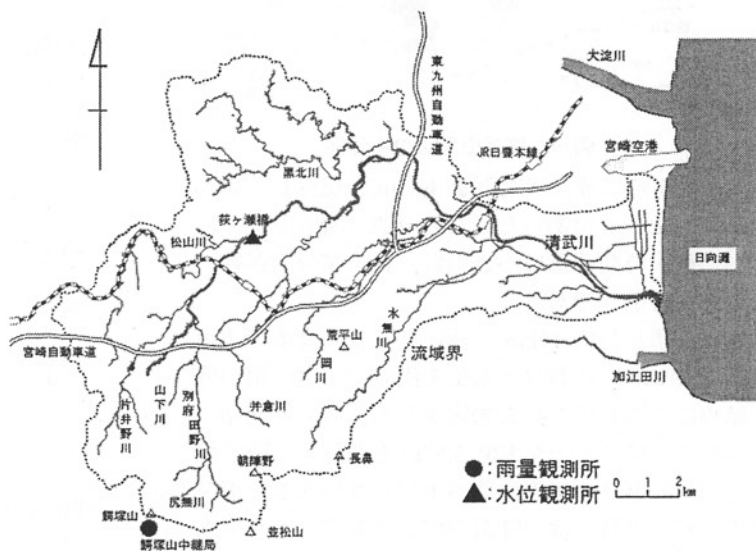 大淀川
東九州自動車道
JR日豊本線
宮崎空港
黒北川
荻ヶ瀬橋
松山川
清武川
日向灘
水無川
荒平山
流域界
宮崎自動車道
岡川
加江田川
片井野川
山下川
別府田野川
井倉川
朝陣野
長鼻
尻無川
鰐塚山
並松山
鰐塚山中継局
●:雨量観測所
▲:水位観測所
0 1 2
km